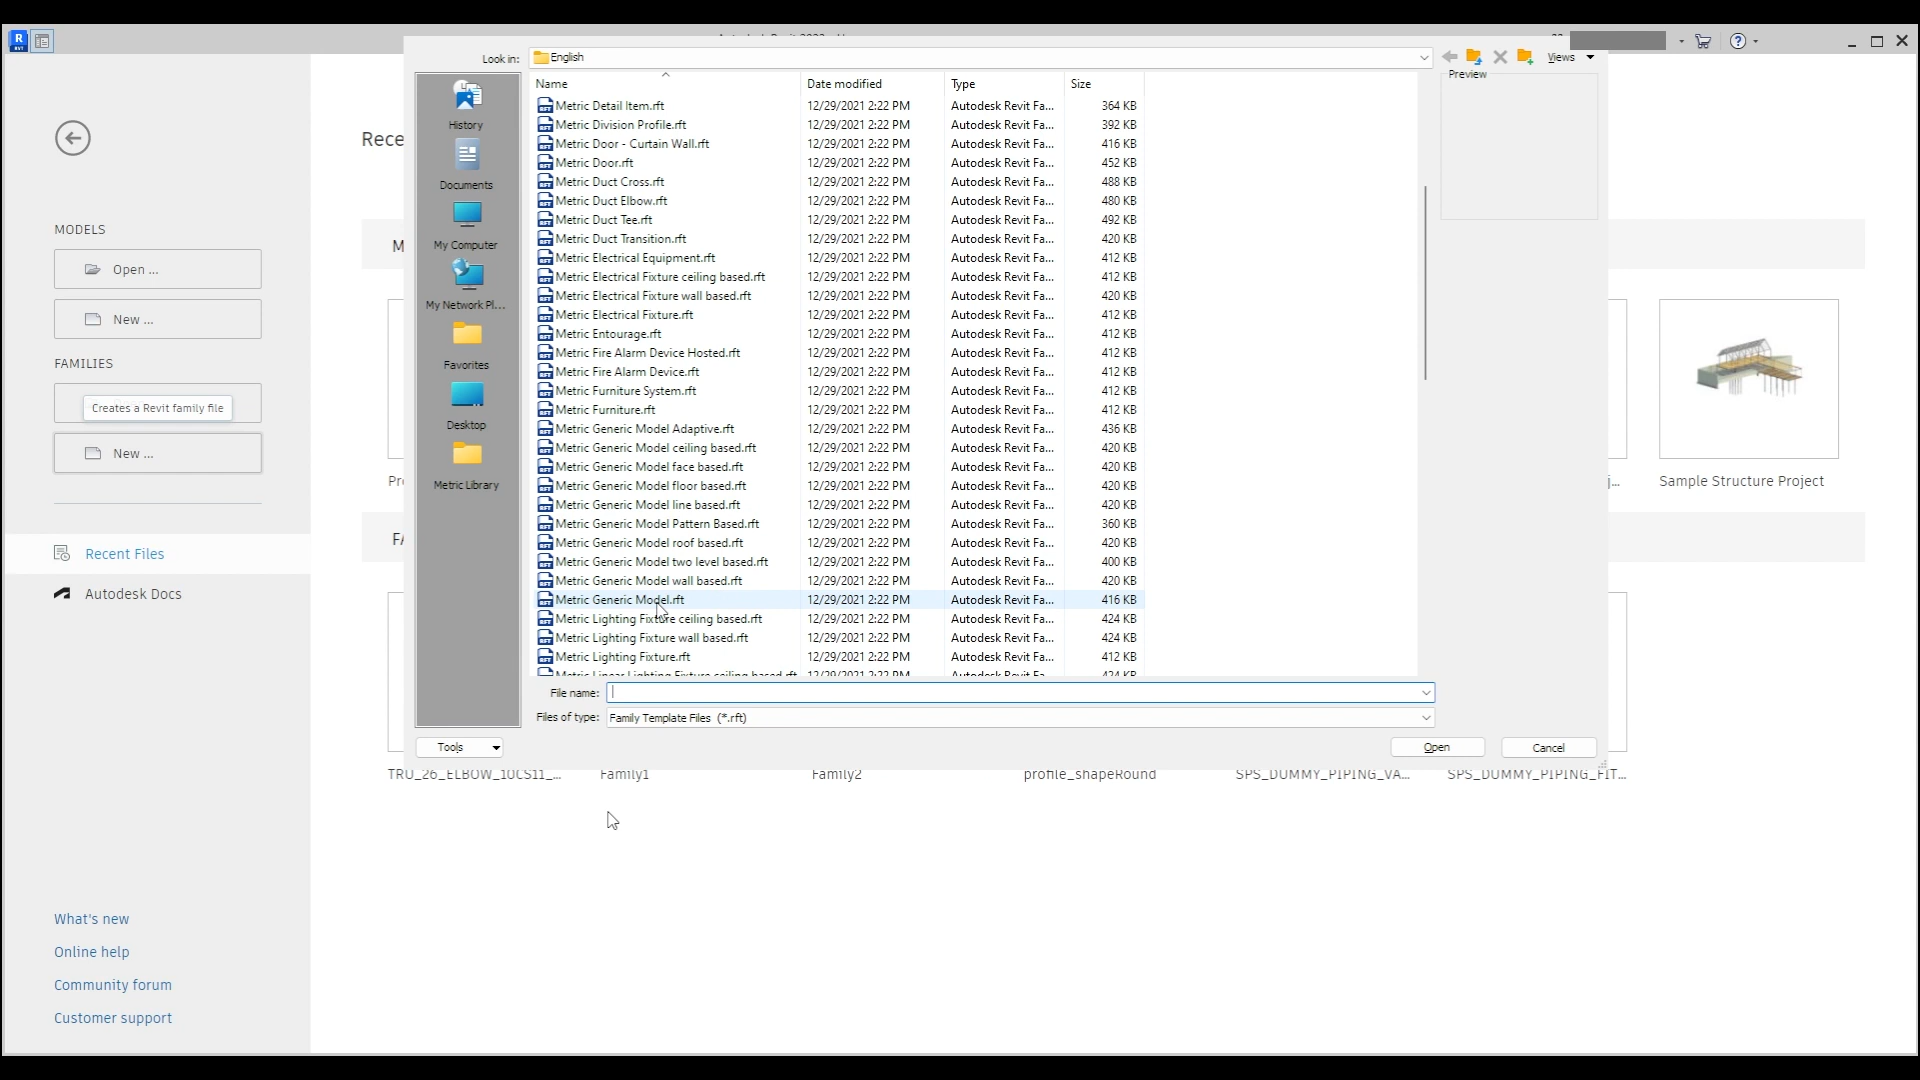 Look in:
English
Views
Preview
Name
Date modified
Type
Size
History
Documents
My Computer
My Network Pl...
Favorites
Desktop
Metric Library
Metric Detail Item.rft 12/29/2021 2:22 PM Autodesk Revit Fa... 364 KB
Metric Division Profile.rft 12/29/2021 2:22 PM Autodesk Revit Fa... 392 KB
Metric Door - Curtain Wall.rft 12/29/2021 2:22 PM Autodesk Revit Fa... 416 KB
Metric Door.rft 12/29/2021 2:22 PM Autodesk Revit Fa... 452 KB
Metric Duct Cross.rft 12/29/2021 2:22 PM Autodesk Revit Fa... 488 KB
Metric Duct Elbow.rft 12/29/2021 2:22 PM Autodesk Revit Fa... 480 KB
Metric Duct Tee.rft 12/29/2021 2:22 PM Autodesk Revit Fa... 492 KB
Metric Duct Transition.rft 12/29/2021 2:22 PM Autodesk Revit Fa... 420 KB
Metric Electrical Equipment.rft 12/29/2021 2:22 PM Autodesk Revit Fa... 412 KB
Metric Electrical Fixture ceiling based.rft 12/29/2021 2:22 PM Autodesk Revit Fa... 412 KB
Metric Electrical Fixture wall based.rft 12/29/2021 2:22 PM Autodesk Revit Fa... 420 KB
Metric Electrical Fixture.rft 12/29/2021 2:22 PM Autodesk Revit Fa... 412 KB
Metric Entourage.rft 12/29/2021 2:22 PM Autodesk Revit Fa... 412 KB
Metric Fire Alarm Device Hosted.rft 12/29/2021 2:22 PM Autodesk Revit Fa... 412 KB
Metric Fire Alarm Device.rft 12/29/2021 2:22 PM Autodesk Revit Fa... 412 KB
Metric Furniture System.rft 12/29/2021 2:22 PM Autodesk Revit Fa... 412 KB
Metric Furniture.rft 12/29/2021 2:22 PM Autodesk Revit Fa... 412 KB
Metric Generic Model Adaptive.rft 12/29/2021 2:22 PM Autodesk Revit Fa... 436 KB
Metric Generic Model ceiling based.rft 12/29/2021 2:22 PM Autodesk Revit Fa... 420 KB
Metric Generic Model face based.rft 12/29/2021 2:22 PM Autodesk Revit Fa... 420 KB
Metric Generic Model floor based.rft 12/29/2021 2:22 PM Autodesk Revit Fa... 420 KB
Metric Generic Model line based.rft 12/29/2021 2:22 PM Autodesk Revit Fa... 420 KB
Metric Generic Model Pattern Based.rft 12/29/2021 2:22 PM Autodesk Revit Fa... 360 KB
Metric Generic Model roof based.rft 12/29/2021 2:22 PM Autodesk Revit Fa... 420 KB
Metric Generic Model two level based.rft 12/29/2021 2:22 PM Autodesk Revit Fa... 400 KB
Metric Generic Model wall based.rft 12/29/2021 2:22 PM Autodesk Revit Fa... 420 KB
Metric Generic Model.rft 12/29/2021 2:22 PM Autodesk Revit Fa... 416 KB
Metric Lighting Fixture ceiling based.rft 12/29/2021 2:22 PM Autodesk Revit Fa... 424 KB
Metric Lighting Fixture wall based.rft 12/29/2021 2:22 PM Autodesk Revit Fa... 424 KB
Metric Lighting Fixture.rft 12/29/2021 2:22 PM Autodesk Revit Fa... 412 KB
Metric Linear Lighting Fixture ceiling based.rft 12/29/2021 2:22 PM Autodesk Revit Fa... 424 KB
File name:
Files of type: Family Template Files (*.rft)
Tools
Open
Cancel
Rece
MODELS
Open ...
New ...
FAMILIES
Creates a Revit family file
New ...
Recent Files
Autodesk Docs
What's new
Online help
Community forum
Customer support
M
Pr
Sample Structure Project
FA
TRU_26_ELBOW_10CS11_...
Family1
Family2
profile_shapeRound
SPS_DUMMY_PIPING_VA...
SPS_DUMMY_PIPING_FIT...